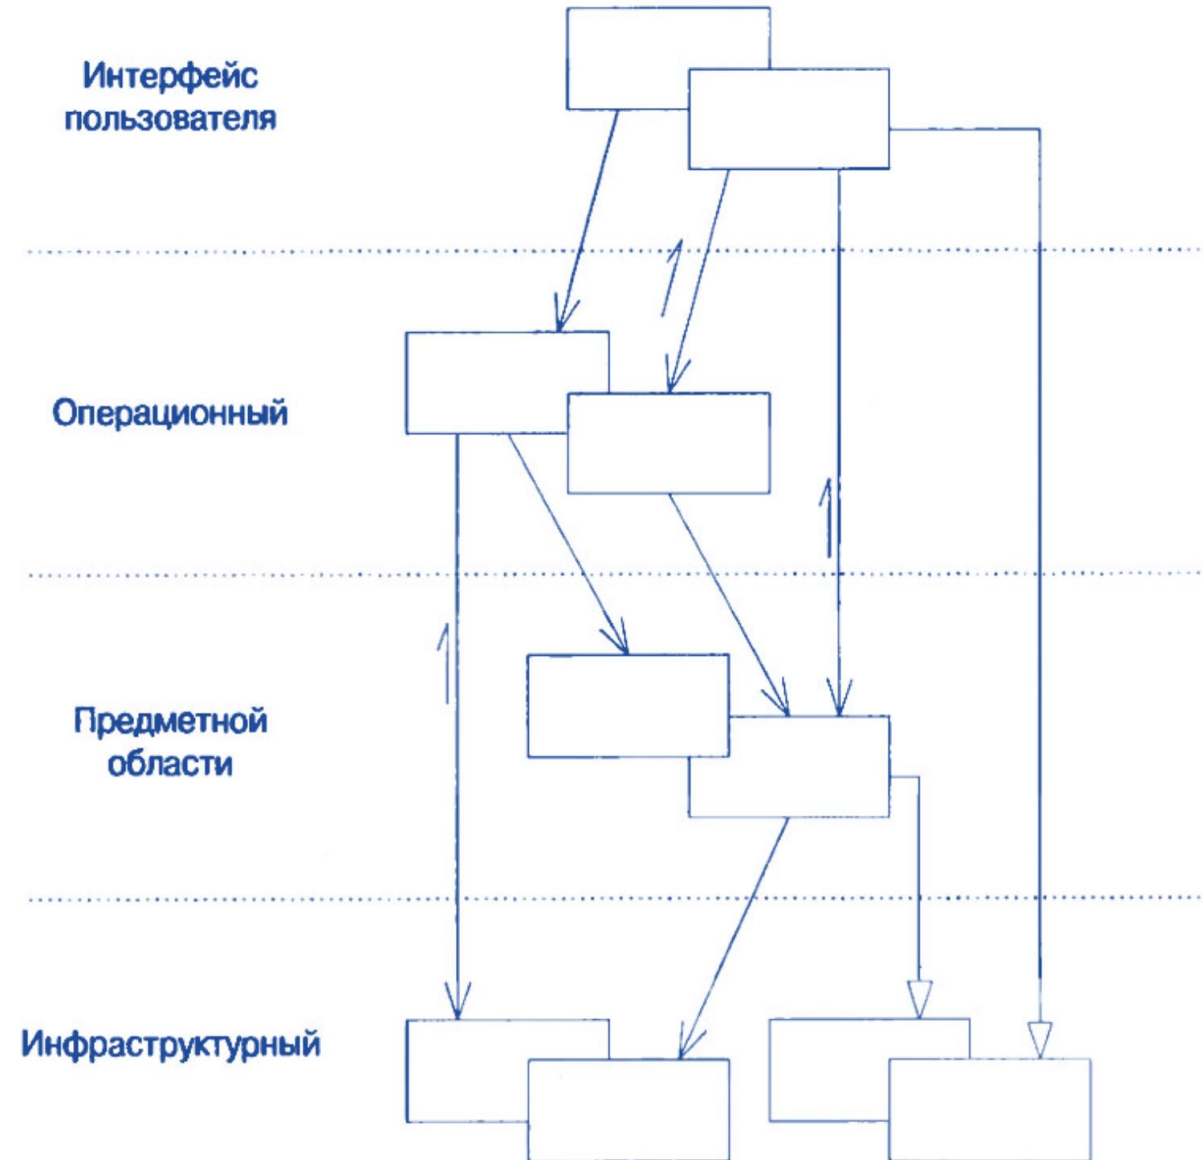 Интерфейс
пользователя
Операционный
Предметной
области
Инфраструктурный